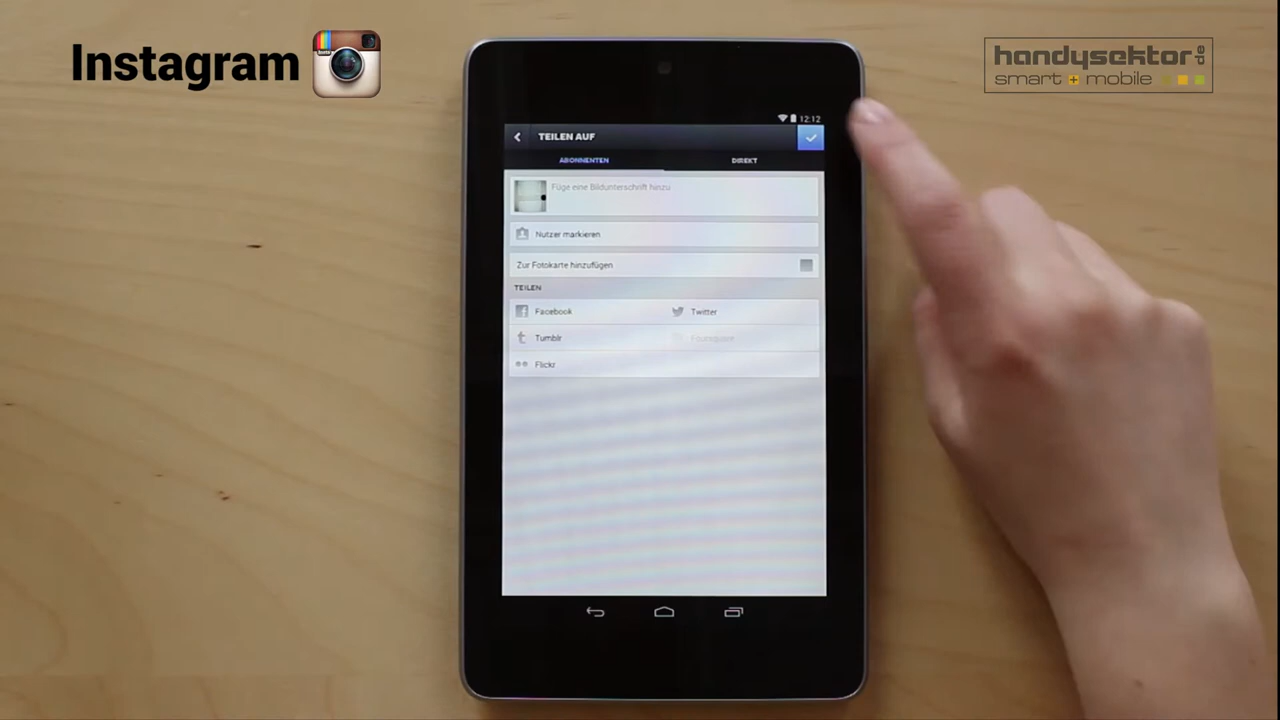 Instagram
handysektor.de
smart + mobile
12:12
TEILEN AUF
ABONNENTEN
DIREKT
Füge eine Bildunterschrift hinzu
Nutzer markieren
Zur Fotokarte hinzufügen
TEILEN
Facebook
Twitter
Tumblr
Foursquare
Flickr